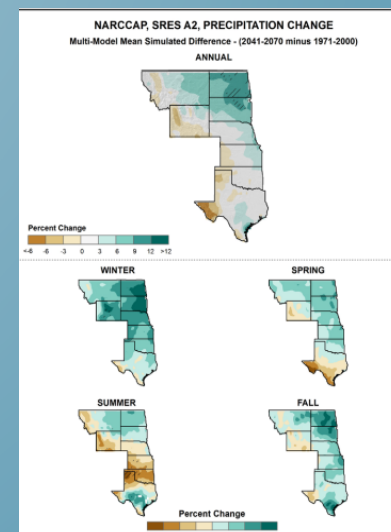 NARCCAP, SRES A2, PRECIPITATION CHANGE
Multi-Model Mean Simulated Difference - (2041-2070 minus 1971-2000)
ANNUAL
Percent Change
<-6 -6 -3 0 3 6 9 12 >12
WINTER SPRING
SUMMER FALL
Percent Change